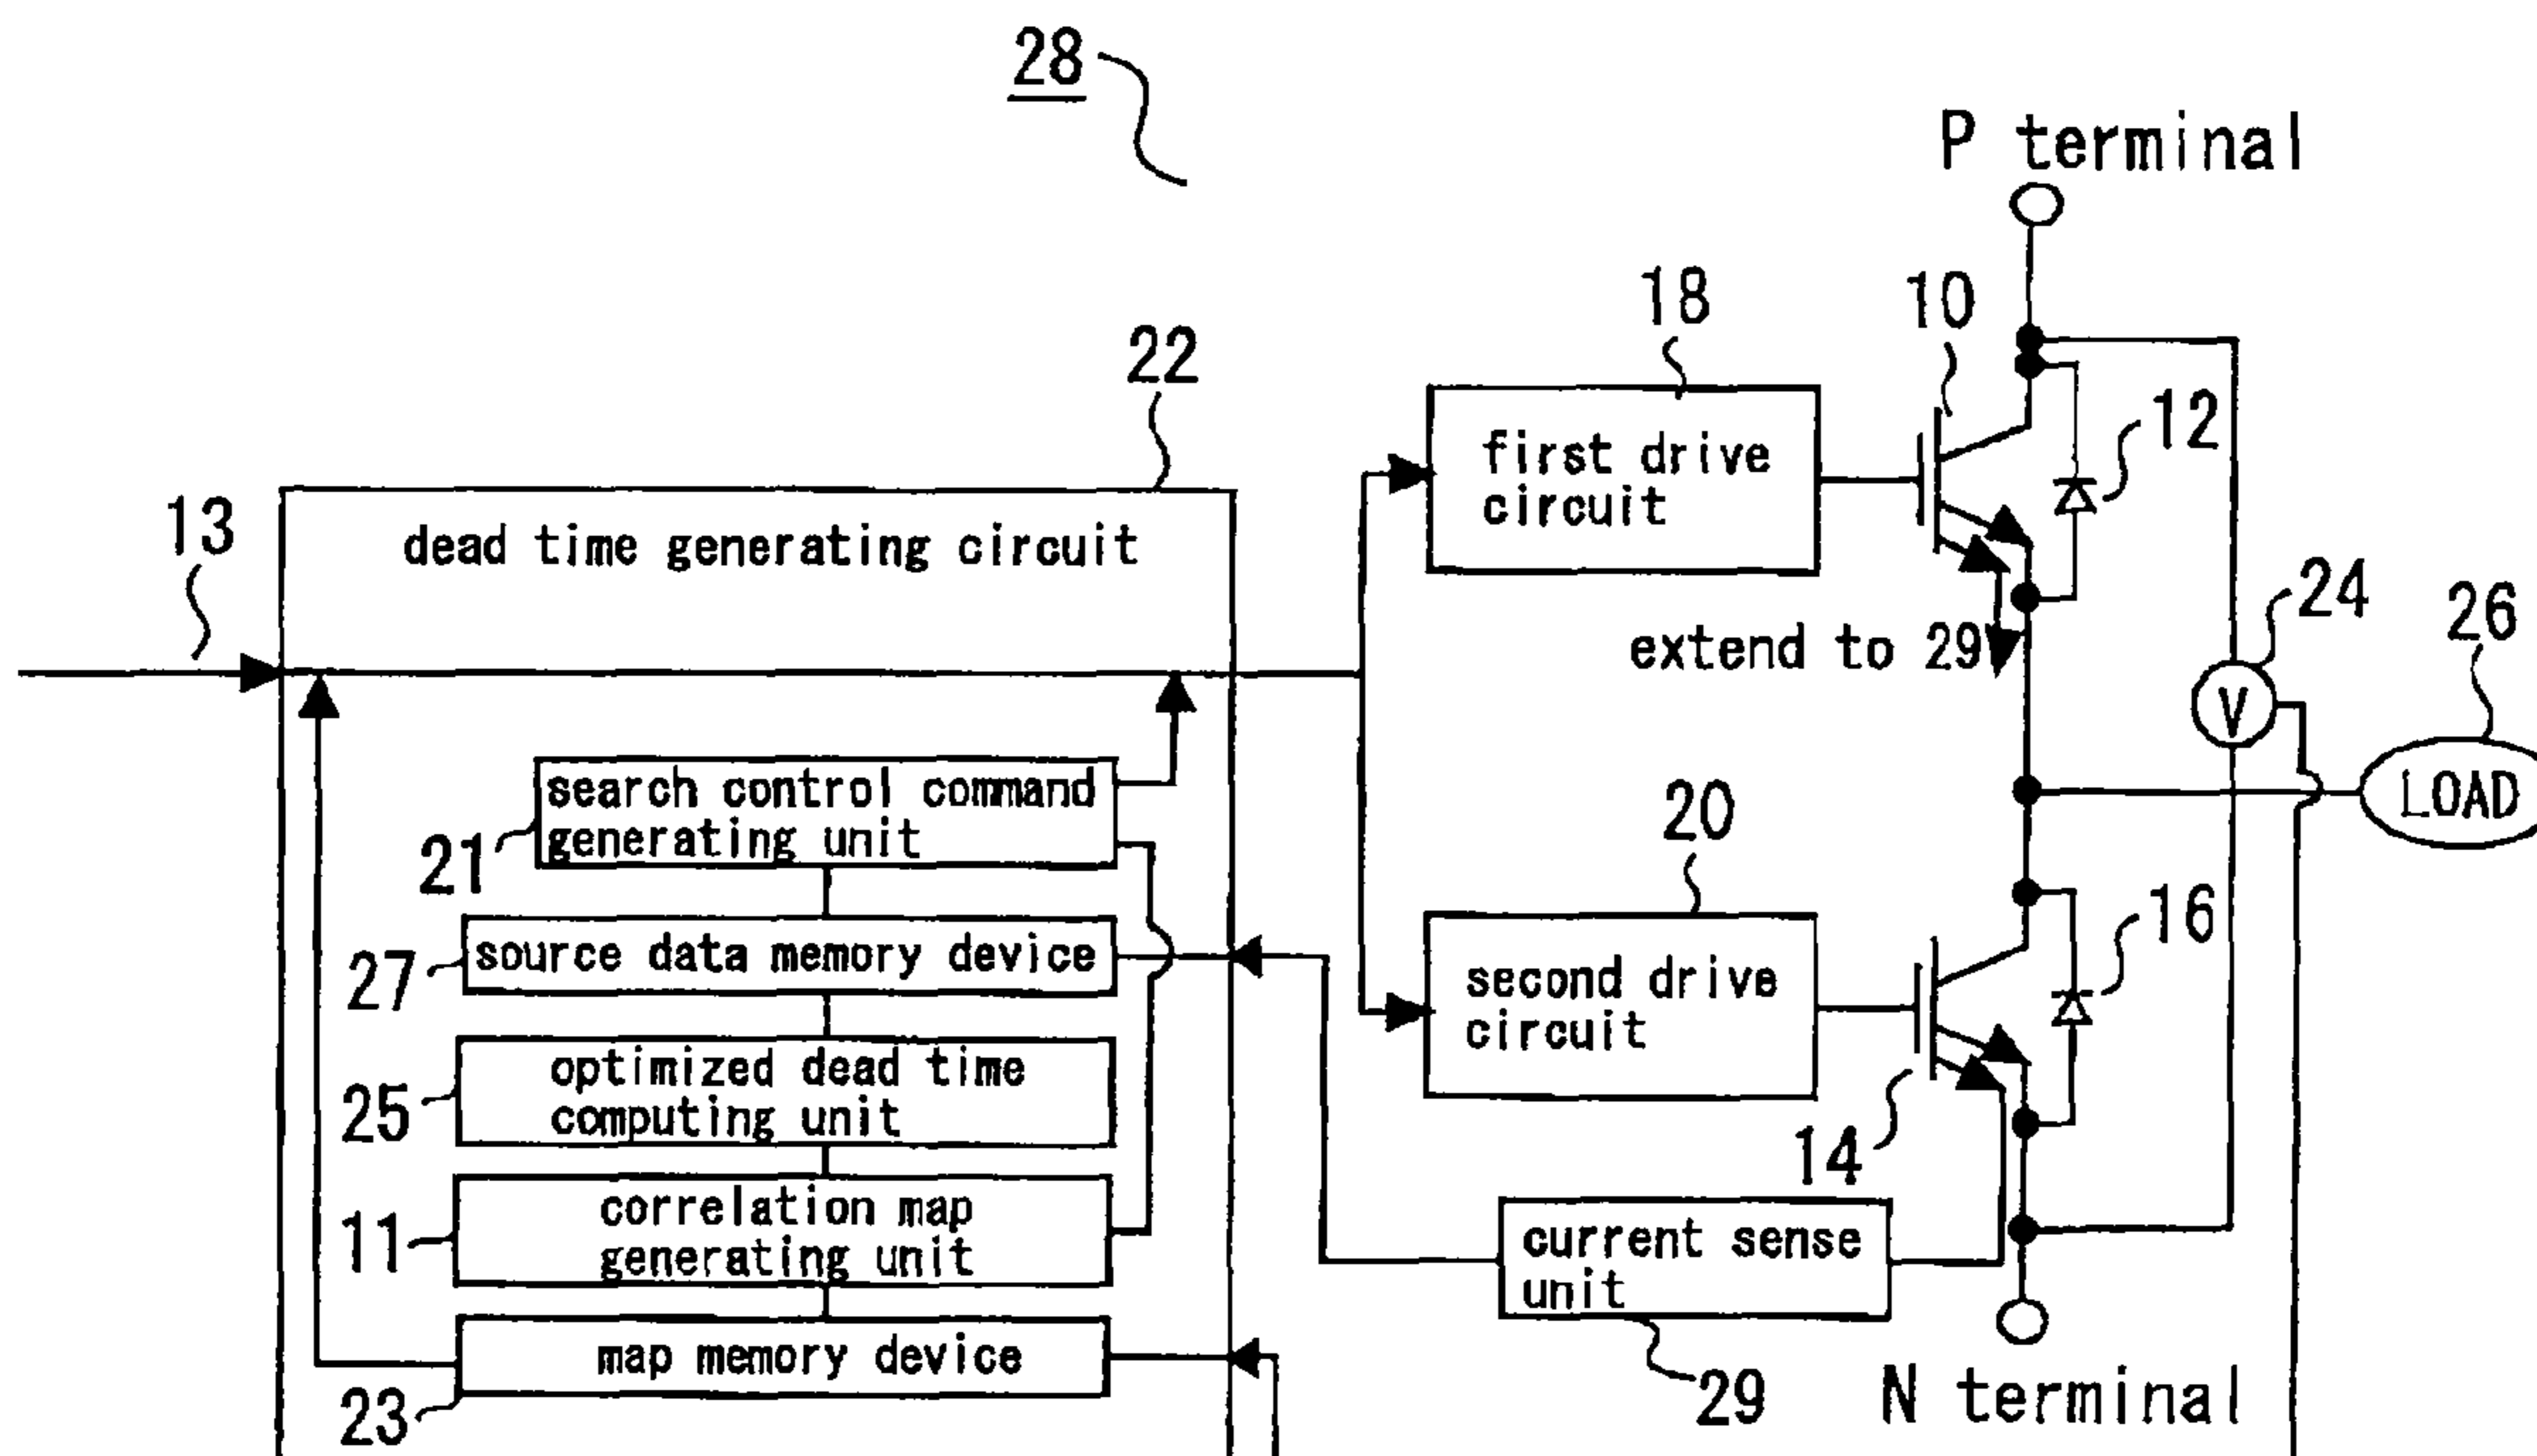 28
P terminal
10
18
22
first drive
circuit
12
13
dead time generating circuit
24
extend to 29
26
V
LOAD
search control command
generating unit
21
20
source data memory device
27
second drive
circuit
16
optimized dead time
computing unit
25
14
correlation map
generating unit
11
current sense
unit
map memory device
23
29
N terminal